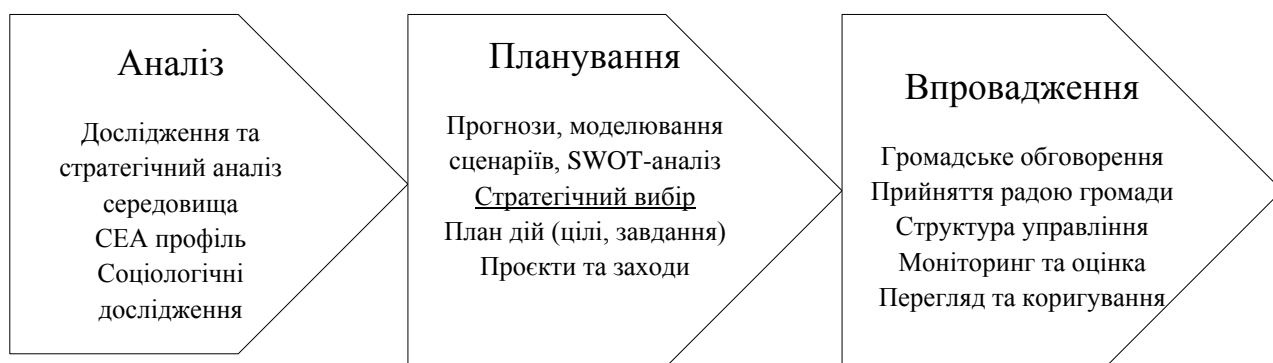 Аналіз
Дослідження та
стратегічний аналіз
середовища
СЕА профіль
Соціологічні
дослідження
Планування
Прогнози, моделювання
сценаріїв, SWOT-аналіз
Стратегічний вибір
План дій (цілі, завдання)
Проєкти та заходи
Впровадження
Громадське обговорення
Прийняття радою громади
Структура управління
Моніторинг та оцінка
Перегляд та коригування